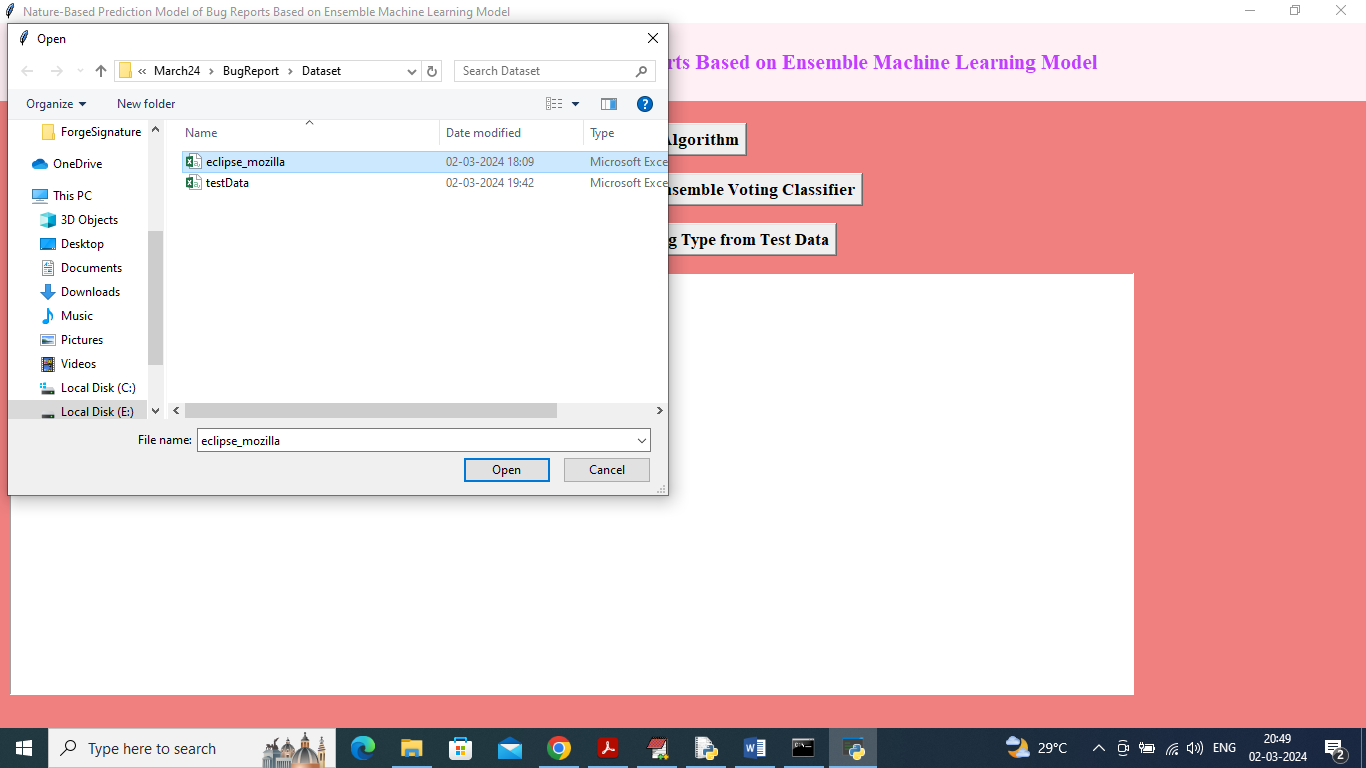 Nature-Based Prediction Model of Bug Reports Based on Ensemble Machine Learning Model
Open
« March24 › BugReport › Dataset
Search Dataset
rts Based on Ensemble Machine Learning Model
Organize
New folder
?
ForgeSignature
OneDrive
This PC
3D Objects
Desktop
Documents
Downloads
Music
Pictures
Videos
Local Disk (C:)
Local Disk (E:)
Name Date modified Type
eclipse_mozilla 02-03-2024 18:09 Microsoft Exce
testData 02-03-2024 19:42 Microsoft Exce
Algorithm
nsemble Voting Classifier
g Type from Test Data
File name: eclipse_mozilla
Open Cancel
Type here to search
29°C
ENG
20:49
02-03-2024
2